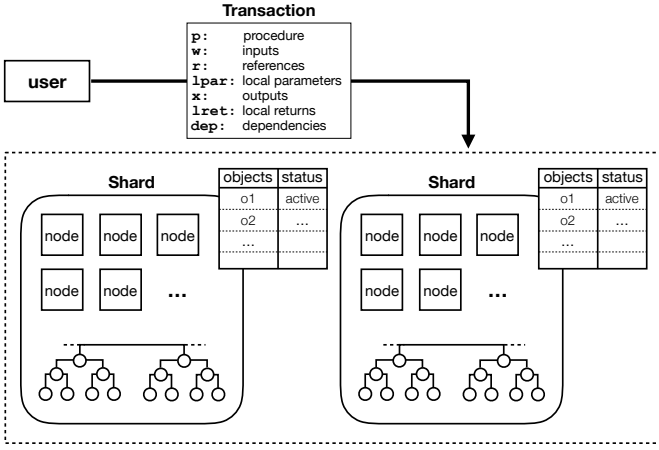 Transaction
p: procedure
w: inputs
r: references
lpar: local parameters
x: outputs
lret: local returns
dep: dependencies
user
Shard
objects status
o1 active
o2 ...
...
node node node
node node ...
Shard
objects status
o1 active
o2 ...
...
node node node
node node ...